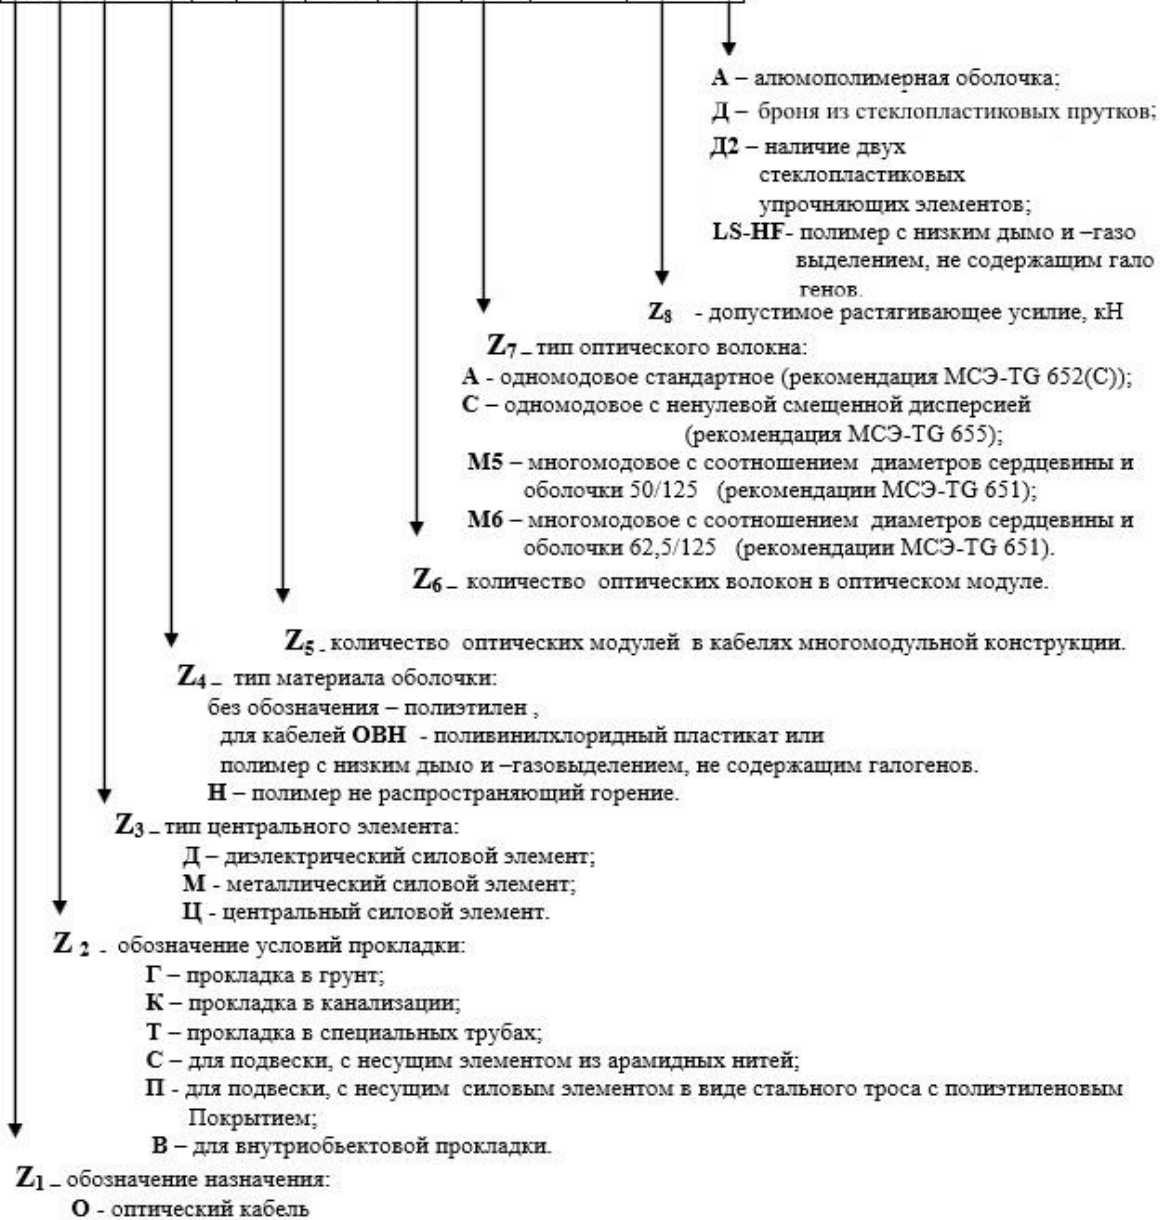 А – алюмополимерная оболочка;
Д – броня из стеклопластиковых прутков;
Д2 – наличие двух
стеклопластиковых
упрочняющих элементов;
LS-HF- полимер с низким дымо и –газо
выделением, не содержащим гало
генов.
Z8 - допустимое растягивающее усилие, кН
Z7 – тип оптического волокна:
А - одномодовое стандартное (рекомендация МСЭ-TG 652(С));
С – одномодовое с ненулевой смещенной дисперсией
(рекомендация МСЭ-TG 655);
М5 – многомодовое с соотношением диаметров сердцевины и
оболочки 50/125 (рекомендации МСЭ-TG 651);
М6 – многомодовое с соотношением диаметров сердцевины и
оболочки 62,5/125 (рекомендации МСЭ-TG 651).
Z6 – количество оптических волокон в оптическом модуле.
Z5 - количество оптических модулей в кабелях многомодульной конструкции.
Z4 – тип материала оболочки:
без обозначения – полиэтилен ,
для кабелей ОВН - поливинилхлоридный пластикат или
полимер с низким дымо и –газовыделением, не содержащим галогенов.
Н – полимер не распространяющий горение.
Z3 – тип центрального элемента:
Д – диэлектрический силовой элемент;
М - металлический силовой элемент;
Ц - центральный силовой элемент.
Z 2 - обозначение условий прокладки:
Г – прокладка в грунт;
К – прокладка в канализации;
Т – прокладка в специальных трубах;
С – для подвески, с несущим элементом из арамидных нитей;
П - для подвески, с несущим силовым элементом в виде стального троса с полиэтиленовым
Покрытием;
В – для внутриобьектовой прокладки.
Z1 – обозначение назначения:
О - оптический кабель